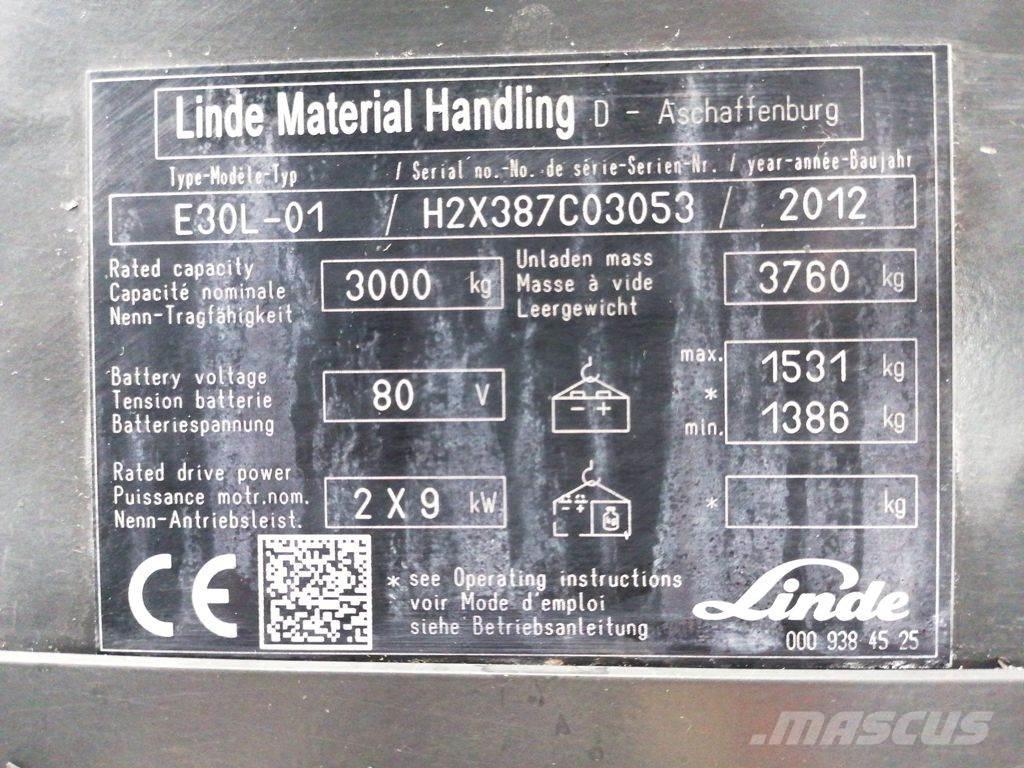 Linde Material Handling D - Aschaffenburg
Type-Modèle-Typ / Serial no.-No. de série-Serien-Nr. / year-année-Baujahr
E30L-01 / H2X387C03053 / 2012
Rated capacity
Capacité nominale
Nenn-Tragfähigkeit
3000 kg
Unladen mass
Masse à vide
Leergewicht
3760 kg
Battery voltage
Tension batterie
Batteriespannung
80 V
- +
max. 1531 kg
*
min. 1386 kg
Rated drive power
Puissance motr.nom.
Nenn-Antriebsleist.
2 X 9 kW
- +
kg
* kg
CE
* see Operating instructions
voir Mode d'emploi
siehe Betriebsanleitung
Linde
000 938 45 25
.MASCUS